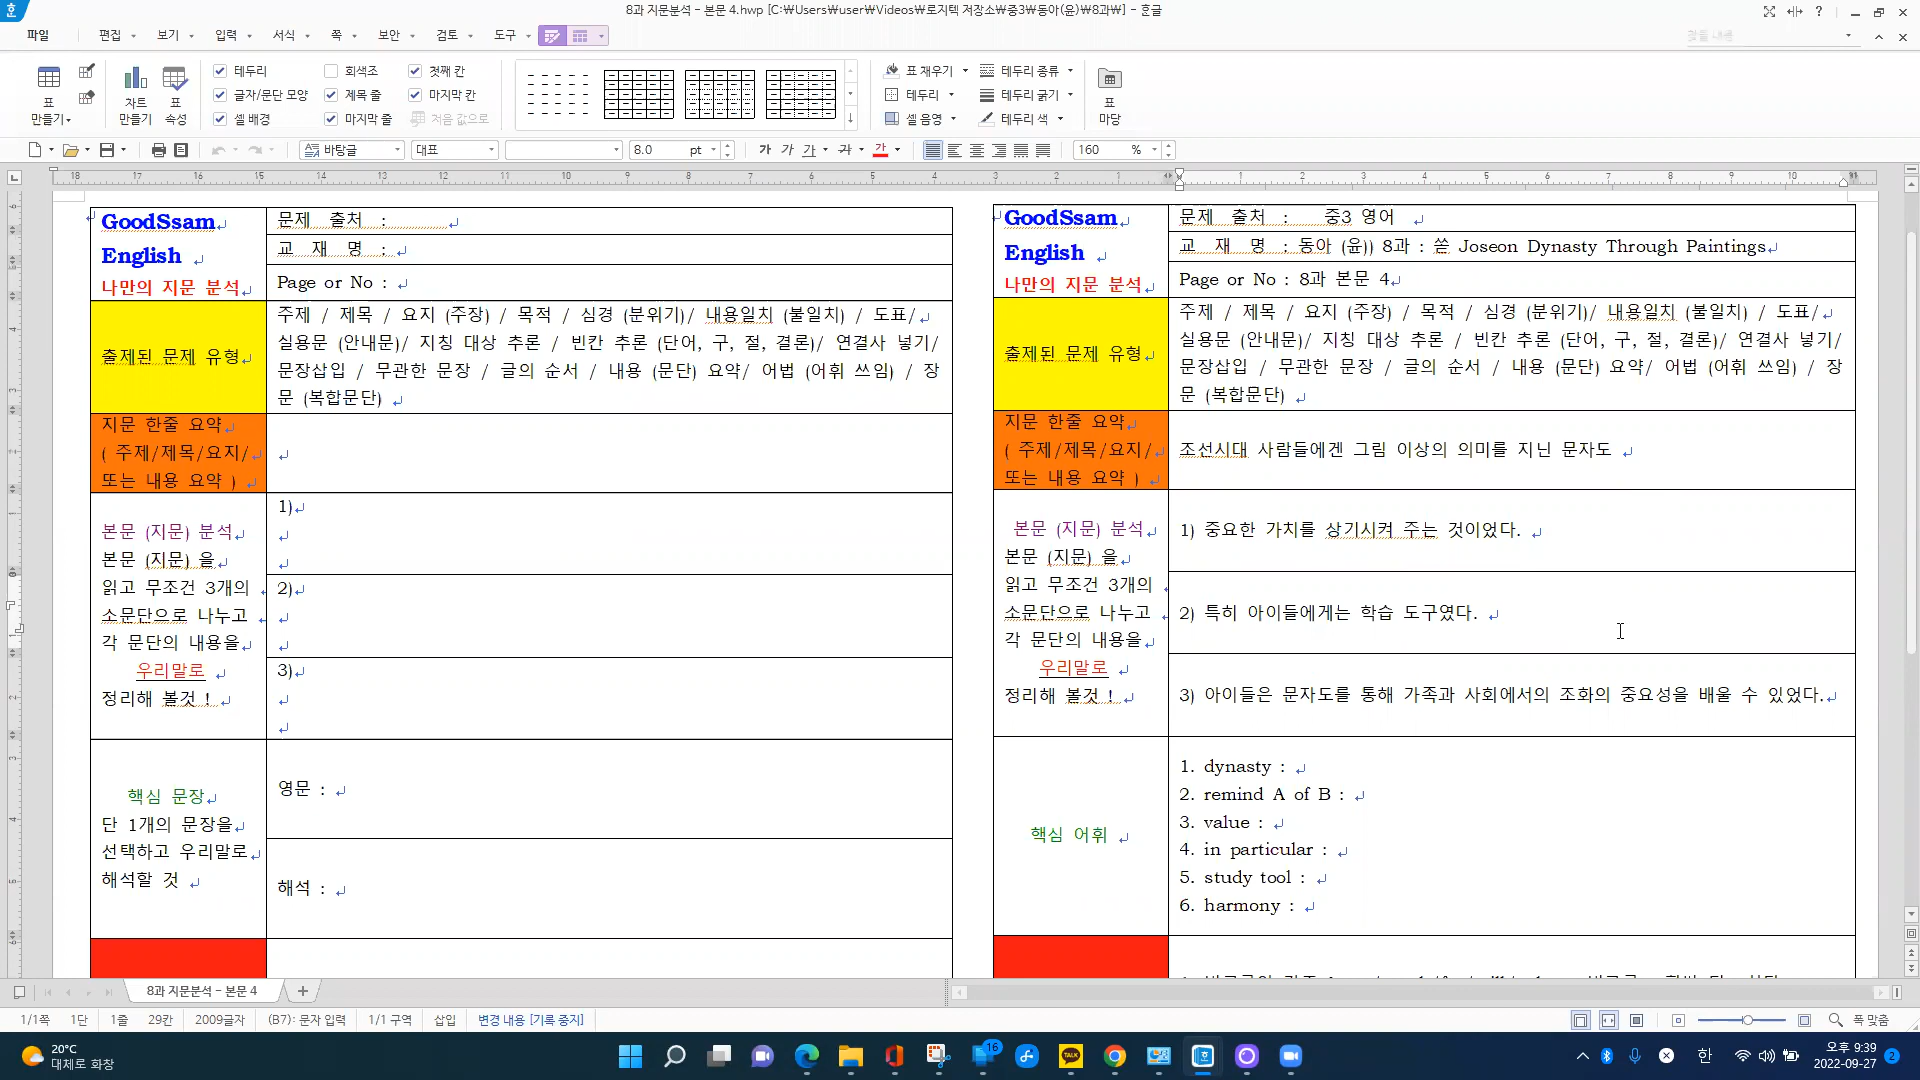 8과 지문분석 - 본문 4.hwp [C:₩Users₩user₩Videos₩로지텍 저장소₩중3₩동아(윤)₩8과₩] - 한글
파일 편집 보기 입력 서식 쪽 보안 검토 도구
표 만들기
차트 만들기
표 속성
테두리 회색조 첫째 칸
글자/문단 모양 제목 줄 마지막 칸
셀 배경 마지막 줄 처음 값으로
표 채우기 테두리 종류
테두리 테두리 굵기
셀 음영 테두리 색
표 마당
바탕글 대표 8.0 pt 가 가 가 가 가 160 %
GoodSsam
English
나만의 지문 분석
문제 출처 :
교 재 명 :
Page or No :
출제된 문제 유형
주제 / 제목 / 요지 (주장) / 목적 / 심경 (분위기)/ 내용일치 (불일치) / 도표/
실용문 (안내문)/ 지칭 대상 추론 / 빈칸 추론 (단어, 구, 절, 결론)/ 연결사 넣기/
문장삽입 / 무관한 문장 / 글의 순서 / 내용 (문단) 요약/ 어법 (어휘 쓰임) / 장
문 (복합문단)
지문 한줄 요약
( 주제/제목/요지/
또는 내용 요약 )
본문 (지문) 분석
본문 (지문) 을
읽고 무조건 3개의
소문단으로 나누고
각 문단의 내용을
우리말로
정리해 볼것 !
1)
2)
3)
핵심 문장
단 1개의 문장을
선택하고 우리말로
해석할 것
영문 :
해석 :
GoodSsam
English
나만의 지문 분석
문제 출처 : 중3 영어
교 재 명 : 동아 (윤)) 8과 : 쏟 Joseon Dynasty Through Paintings
Page or No : 8과 본문 4
출제된 문제 유형
주제 / 제목 / 요지 (주장) / 목적 / 심경 (분위기)/ 내용일치 (불일치) / 도표/
실용문 (안내문)/ 지칭 대상 추론 / 빈칸 추론 (단어, 구, 절, 결론)/ 연결사 넣기/
문장삽입 / 무관한 문장 / 글의 순서 / 내용 (문단) 요약/ 어법 (어휘 쓰임) / 장
문 (복합문단)
지문 한줄 요약
( 주제/제목/요지/
또는 내용 요약 )
조선시대 사람들에겐 그림 이상의 의미를 지닌 문자도
본문 (지문) 분석
본문 (지문) 을
읽고 무조건 3개의
소문단으로 나누고
각 문단의 내용을
우리말로
정리해 볼것 !
1) 중요한 가치를 상기시켜 주는 것이었다.
2) 특히 아이들에게는 학습 도구였다.
3) 아이들은 문자도를 통해 가족과 사회에서의 조화의 중요성을 배울 수 있었다.
핵심 어휘
1. dynasty :
2. remind A of B :
3. value :
4. in particular :
5. study tool :
6. harmony :
8과 지문분석 - 본문 4
1/1쪽 1단 1줄 29칸 2009글자 (B7): 문자 입력 1/1 구역 삽입 변경 내용 [기록 중지] 폭 맞춤
20°C
대체로 화창
16
TALK
한
오후 9:39
2022-09-27
2